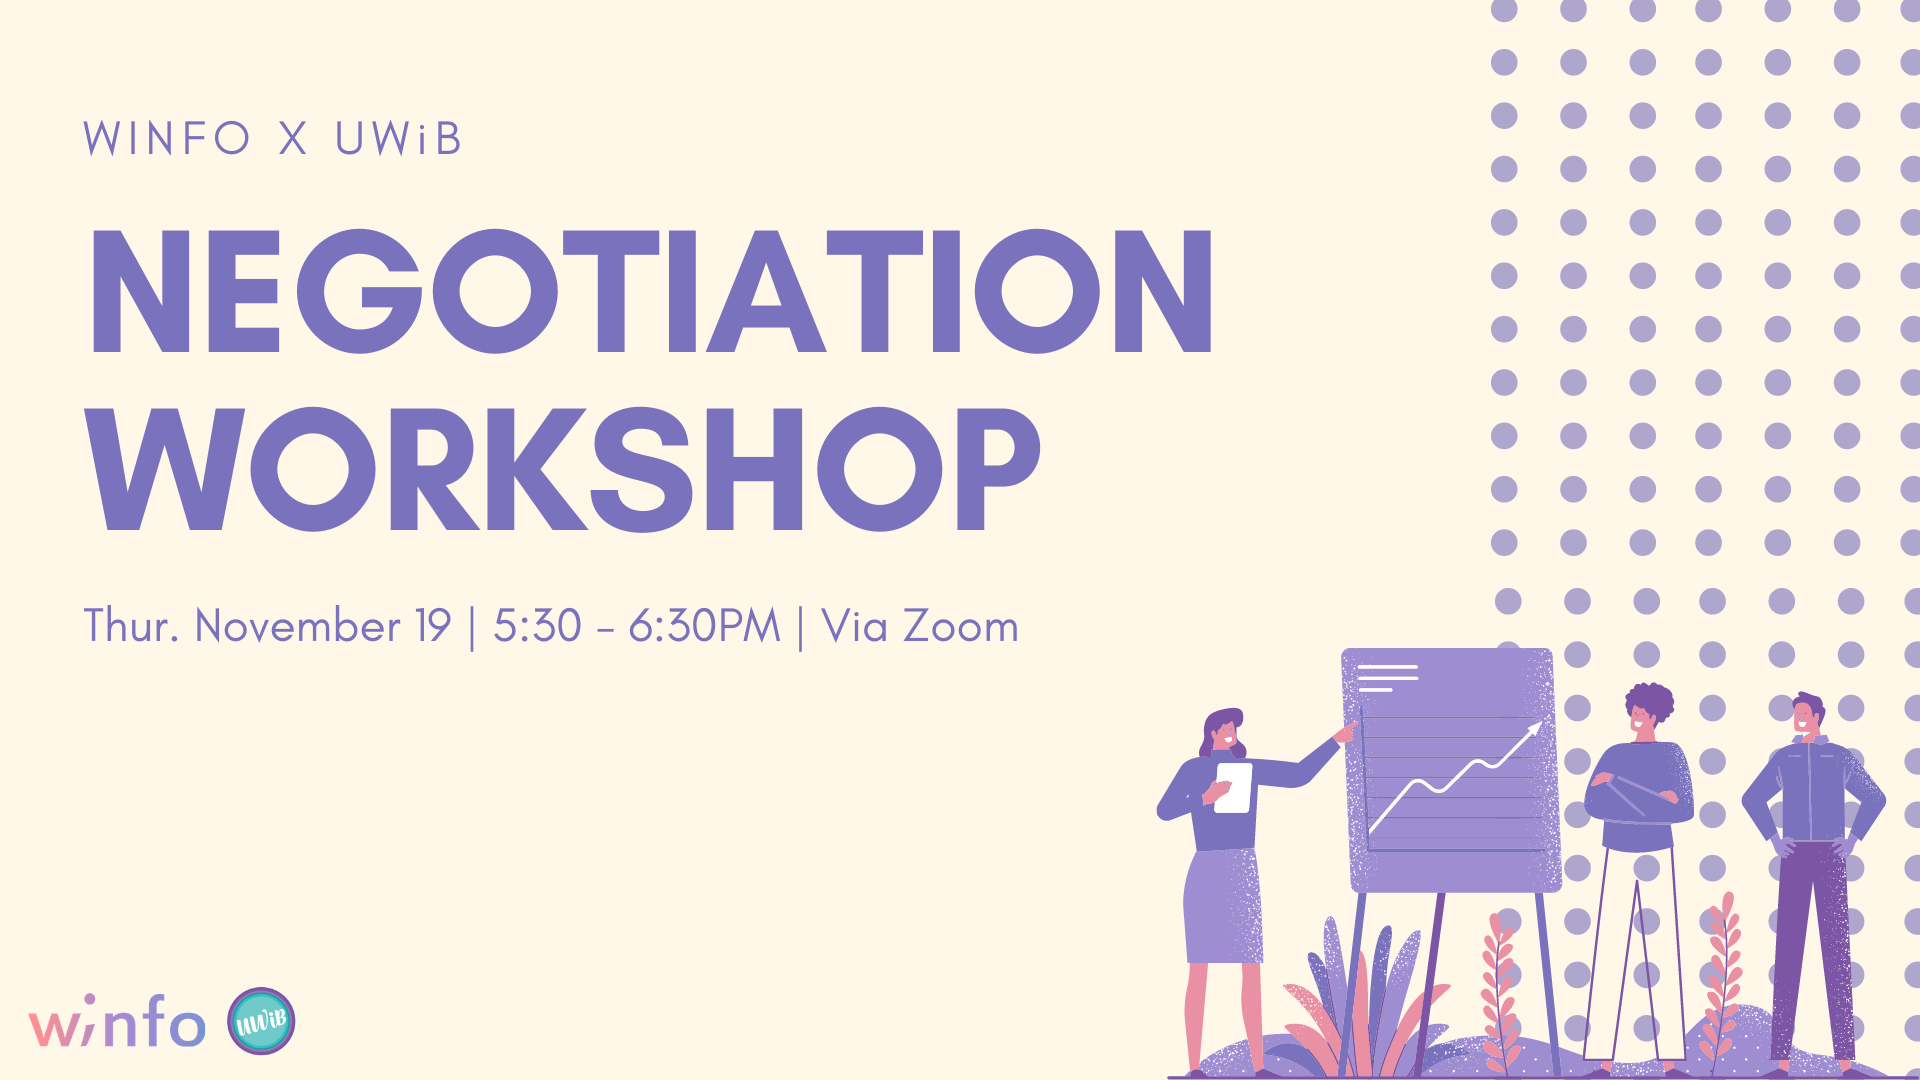 WINFO X UWiB
NEGOTIATION
WORKSHOP
Thur. November 19 | 5:30 – 6:30PM | Via Zoom
winfo
UWiB